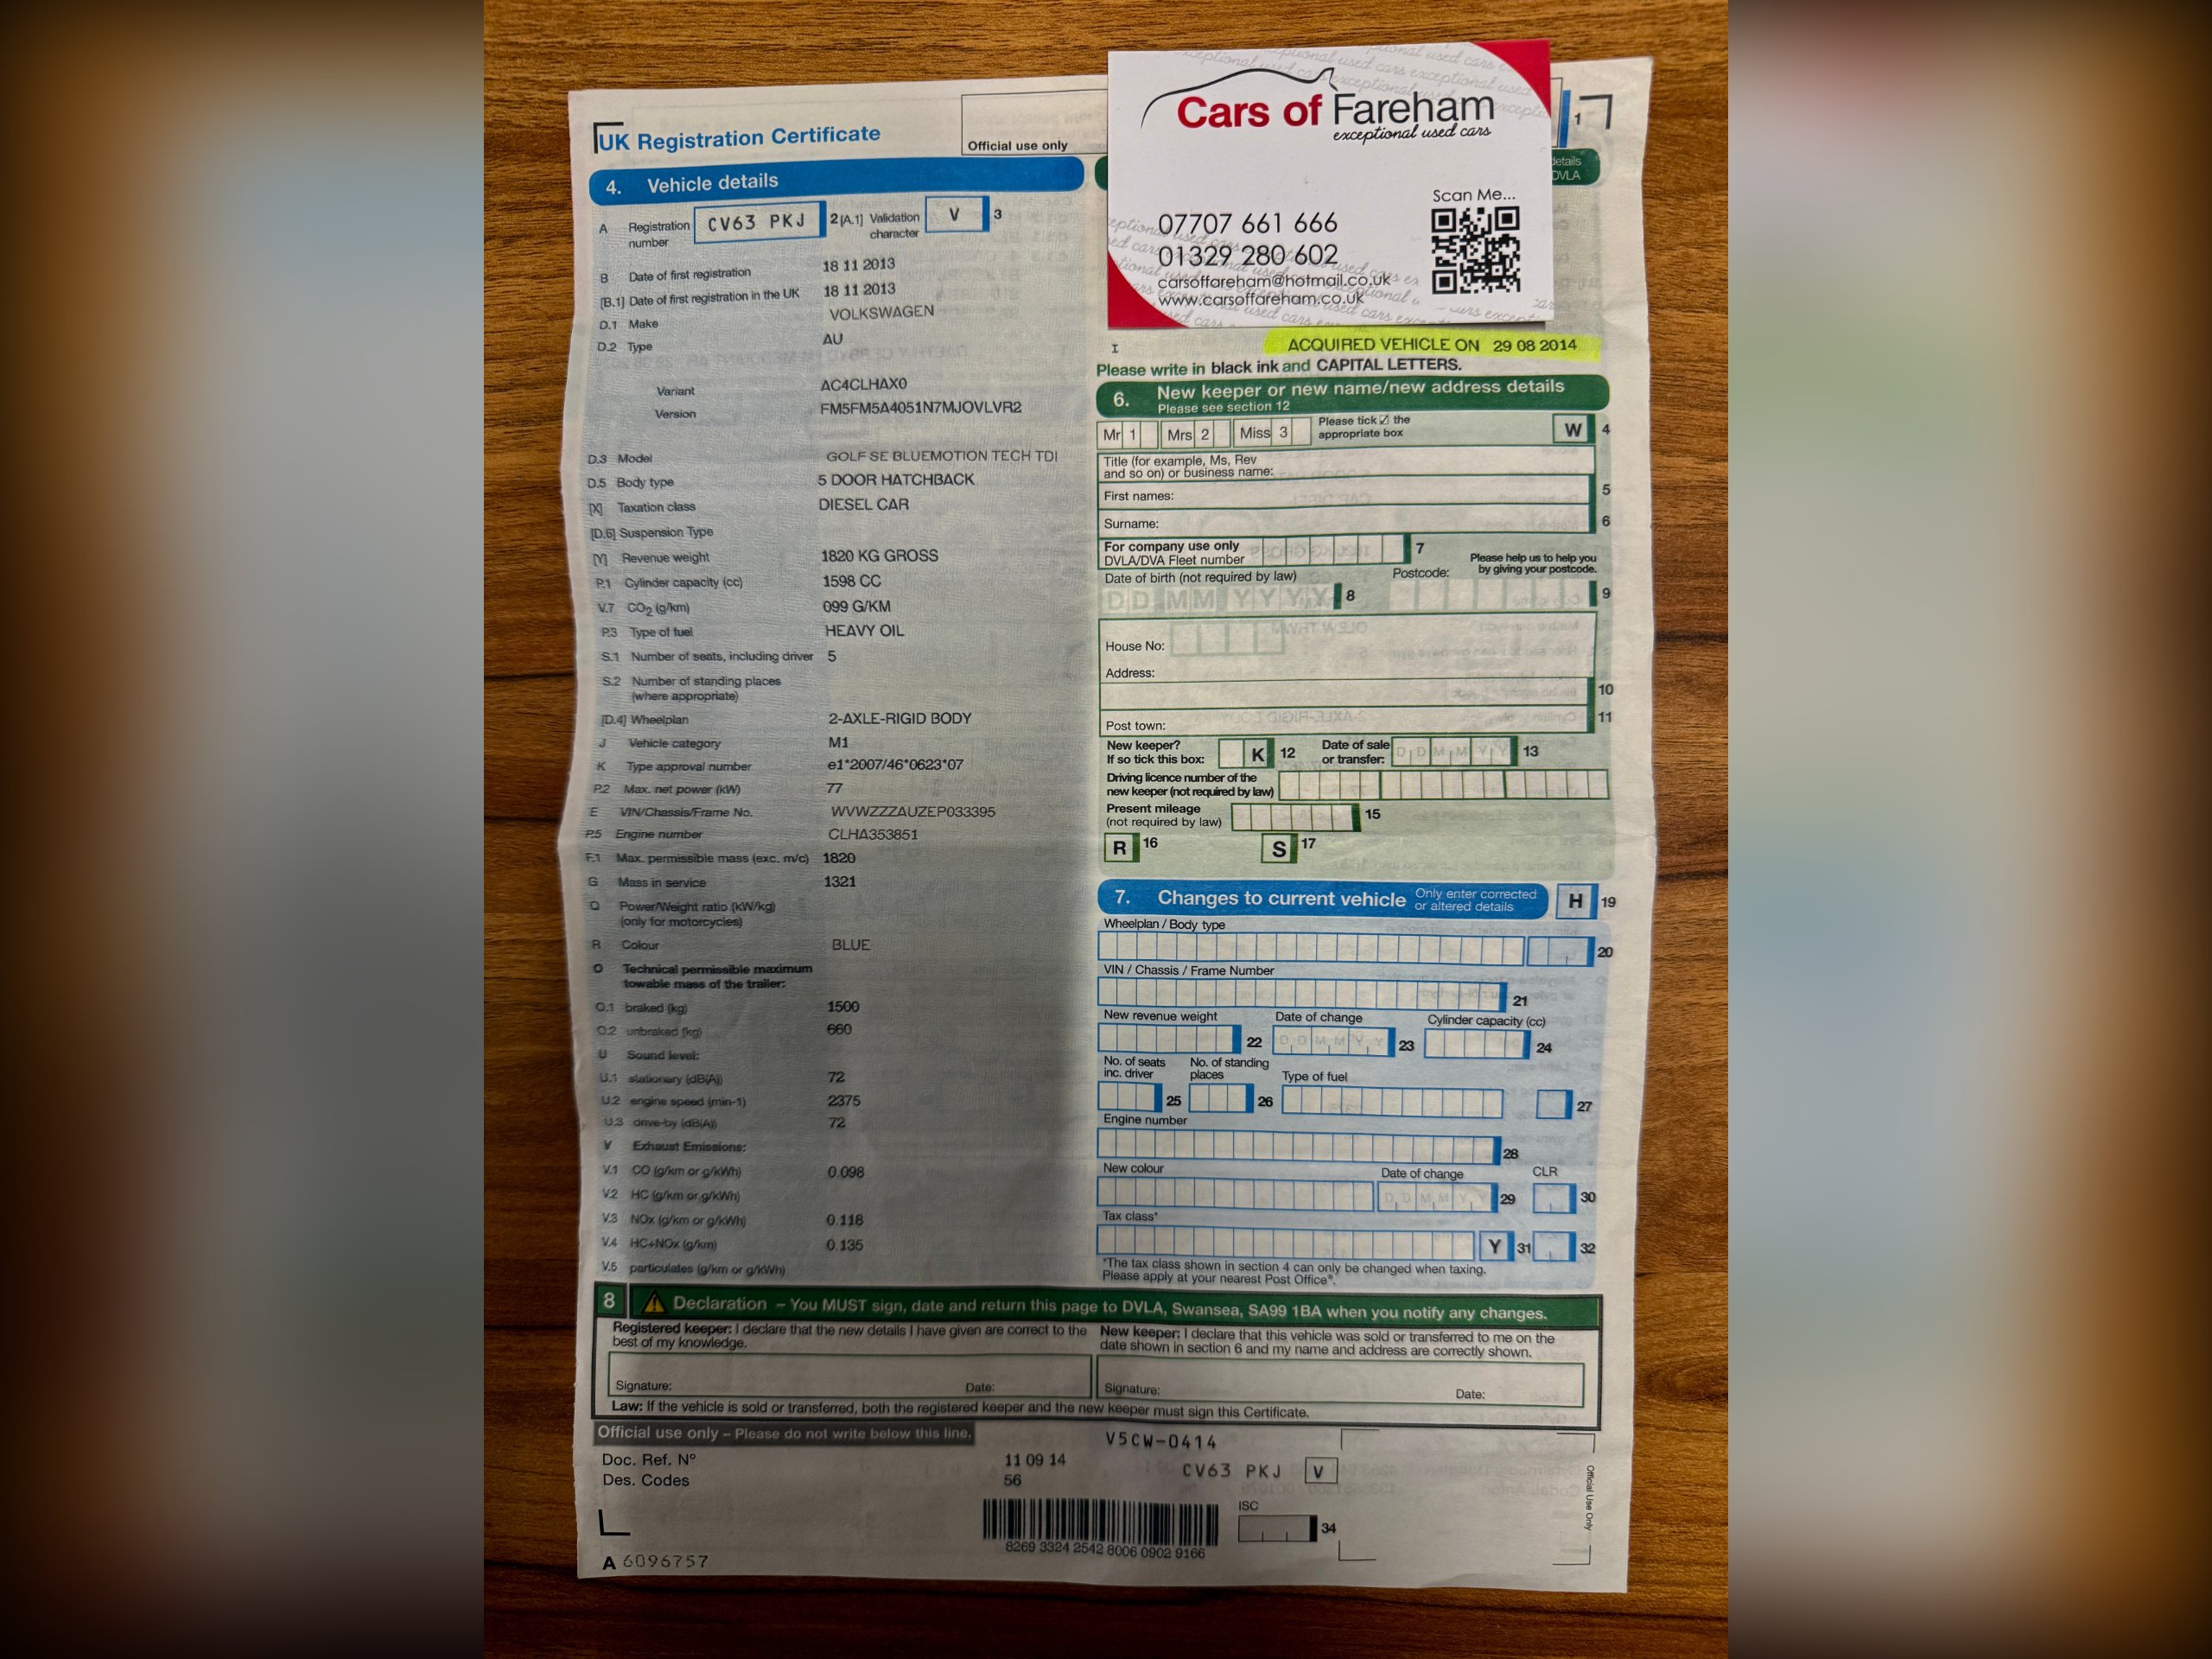 UK Registration Certificate
Official use only
4. Vehicle details
A Registration number CV63 PKJ 2 [A.1] Validation character V 3
B Date of first registration 18 11 2013
[B.1] Date of first registration in the UK 18 11 2013
D.1 Make VOLKSWAGEN
D.2 Type AU
Variant AC4CLHAX0
Version FM5FM5A4051N7MJOVLVR2
D.3 Model GOLF SE BLUEMOTION TECH TDI
D.5 Body type 5 DOOR HATCHBACK
[X] Taxation class DIESEL CAR
[D.6] Suspension Type
[Y] Revenue weight 1820 KG GROSS
P.1 Cylinder capacity (cc) 1598 CC
V.7 CO2 (g/km) 099 G/KM
P.3 Type of fuel HEAVY OIL
S.1 Number of seats, including driver 5
S.2 Number of standing places
(where appropriate)
[D.4] Wheelplan 2-AXLE-RIGID BODY
J Vehicle category M1
K Type approval number e1*2007/46*0623*07
P.2 Max. net power (kW) 77
E VIN/Chassis/Frame No. WVWZZZAUZEP033395
P.5 Engine number CLHA353851
F.1 Max. permissible mass (exc. m/c) 1820
G Mass in service 1321
Q Power/Weight ratio (kW/kg)
(only for motorcycles)
R Colour BLUE
O Technical permissible maximum
towable mass of the trailer:
O.1 braked (kg) 1500
O.2 unbraked (kg) 660
U Sound level:
U.1 stationary (dB(A)) 72
U.2 engine speed (min-1) 2375
U.3 drive-by (dB(A)) 72
V Exhaust Emissions:
V.1 CO (g/km or g/kWh) 0.098
V.2 HC (g/km or g/kWh)
V.3 NOx (g/km or g/kWh) 0.118
V.4 HC+NOx (g/km) 0.135
V.5 particulates (g/km or g/kWh)
Cars of Fareham
exceptional used cars
Scan Me...
07707 661 666
01329 280 602
carsoffareham@hotmail.co.uk
www.carsoffareham.co.uk
1
details
DVLA
I ACQUIRED VEHICLE ON 29 08 2014
Please write in black ink and CAPITAL LETTERS.
6. New keeper or new name/new address details
Please see section 12
Mr 1 Mrs 2 Miss 3 Please tick ☑ the appropriate box W 4
Title (for example, Ms, Rev
and so on) or business name:
First names: 5
Surname: 6
For company use only
DVLA/DVA Fleet number 7
Please help us to help you
by giving your postcode.
Date of birth (not required by law) Postcode:
DD MM YYYY 8 9
House No:
Address:
10
Post town: 11
New keeper?
If so tick this box: K 12 Date of sale or transfer: D D M M Y Y 13
Driving licence number of the
new keeper (not required by law)
Present mileage
(not required by law) 15
R 16 S 17
7. Changes to current vehicle Only enter corrected or altered details H 19
Wheelplan / Body type
20
VIN / Chassis / Frame Number
21
New revenue weight Date of change Cylinder capacity (cc)
22 D D M M Y Y 23 24
No. of seats inc. driver No. of standing places Type of fuel
25 26 27
Engine number
28
New colour Date of change CLR
D D M M Y Y 29 30
Tax class*
Y 31 32
*The tax class shown in section 4 can only be changed when taxing.
Please apply at your nearest Post Office®.
8 Declaration – You MUST sign, date and return this page to DVLA, Swansea, SA99 1BA when you notify any changes.
Registered keeper: I declare that the new details I have given are correct to the
best of my knowledge.
Signature: Date:
New keeper: I declare that this vehicle was sold or transferred to me on the
date shown in section 6 and my name and address are correctly shown.
Signature: Date:
Law: If the vehicle is sold or transferred, both the registered keeper and the new keeper must sign this Certificate.
Official use only – Please do not write below this line.
V5CW-0414
Doc. Ref. Nº 11 09 14
CV63 PKJ V
Des. Codes 56
ISC
34
8269 3324 2542 8006 0902 9166
A 6096757
Official Use Only